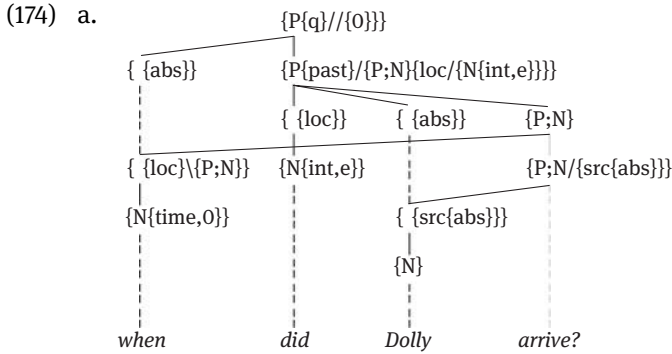 (174) a. {P{q}//{0}}}
{ {abs}} {P{past}/{P;N}{loc/{N{int,e}}}}
{ {loc}} { {abs}} {P;N}
{ {loc}\{P;N}} {N{int,e}} {P;N/{src{abs}}}
{N{time,0}} { {src{abs}}}
{N}
when did Dolly arrive?